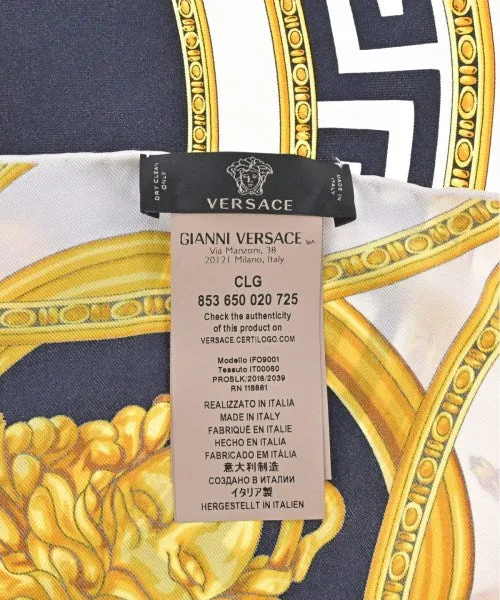 DRY CLEAN
ONLY
VERSACE
MADE IN
ITALY
GIANNI VERSACE SpA
Via Manzoni, 38
20121 Milano, Italy
CLG
853 650 020 725
Check the authenticity
of this product on
VERSACE.CERTILOGO.COM
Modello IFO9001
Tessuto IT00060
PROSLK/2016/2039
RN 116881
REALIZZATO IN ITALIA
MADE IN ITALY
FABRIQUÉ EN ITALIE
HECHO EN ITALIA
FABRICADO EM ITÁLIA
意大利制造
СОЗДАНО В ИТАЛИИ
イタリア製
HERGESTELLT IN ITALIEN